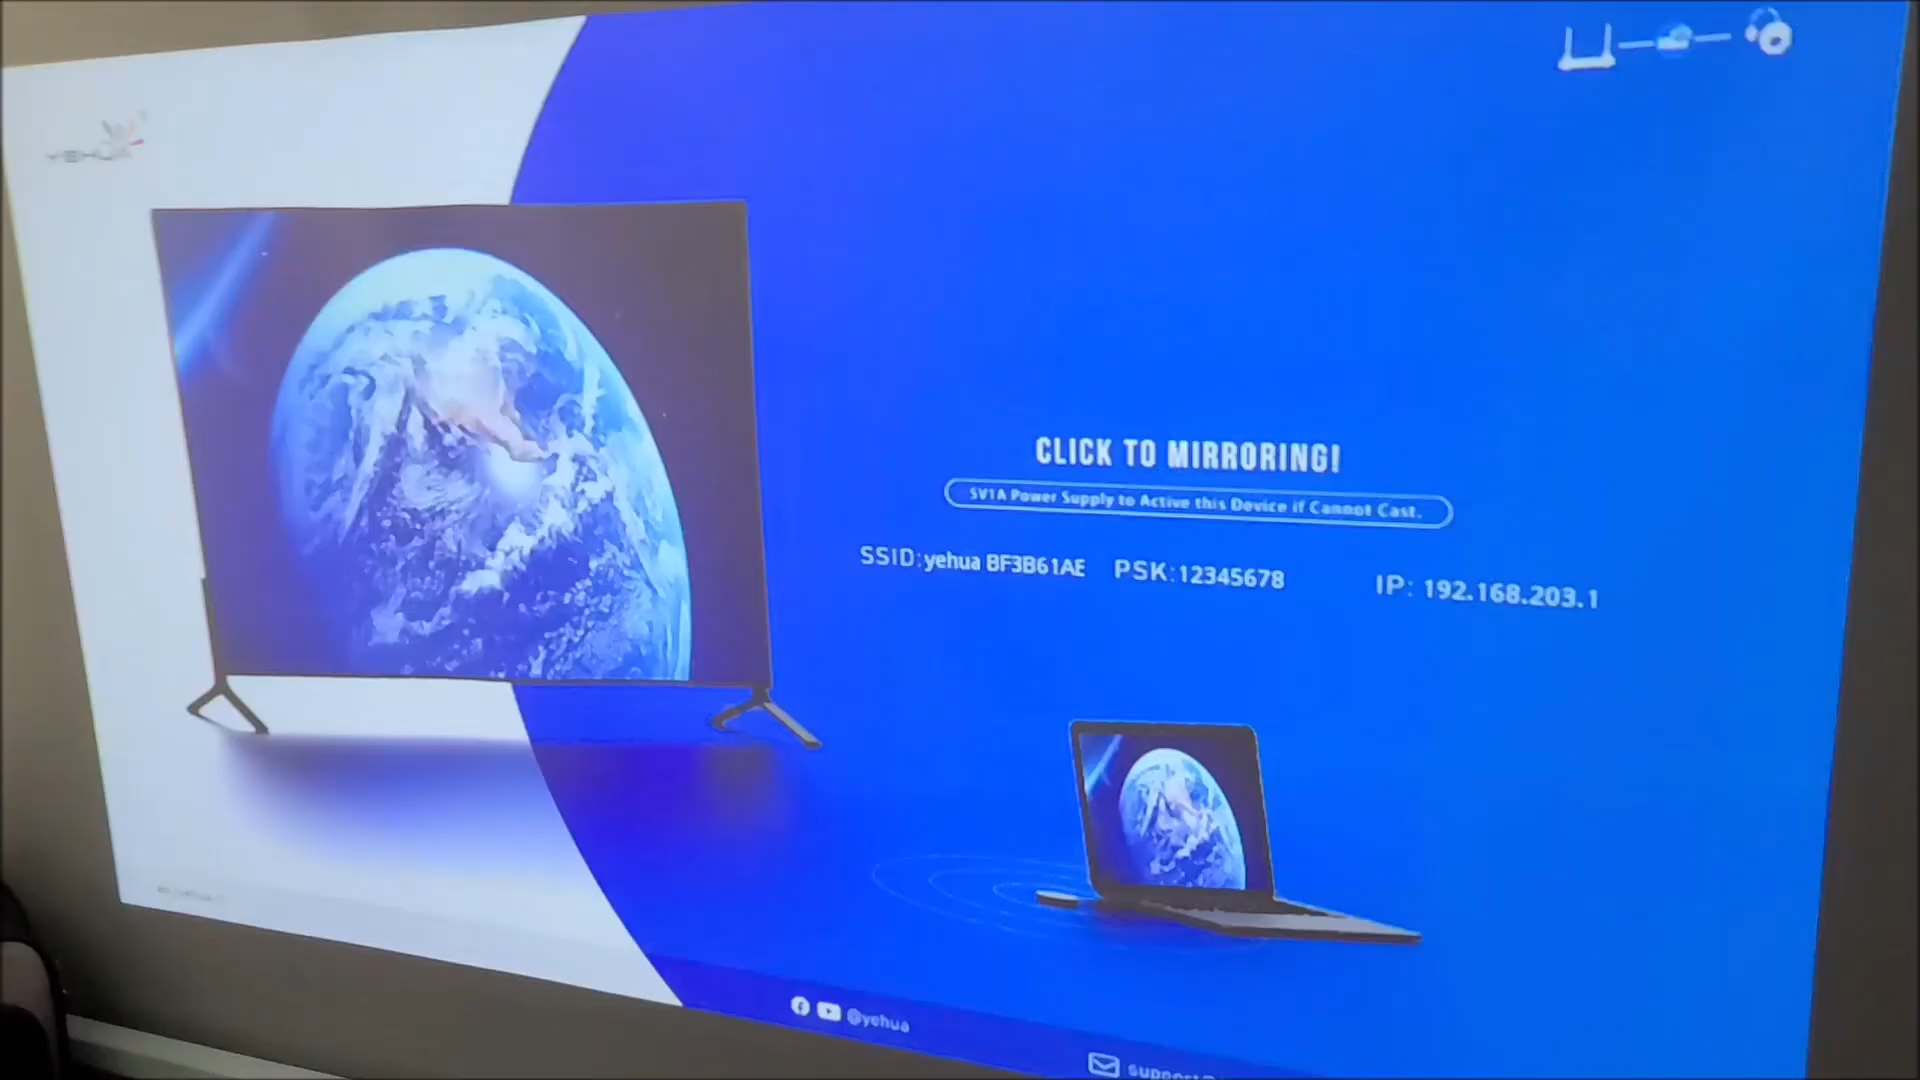 CLICK TO MIRRORING!
5V1A Power Supply to Active this Device if Cannot Cast.
SSID:yehua BF3B61AE PSK:12345678 IP: 192.168.203.1
@yehua